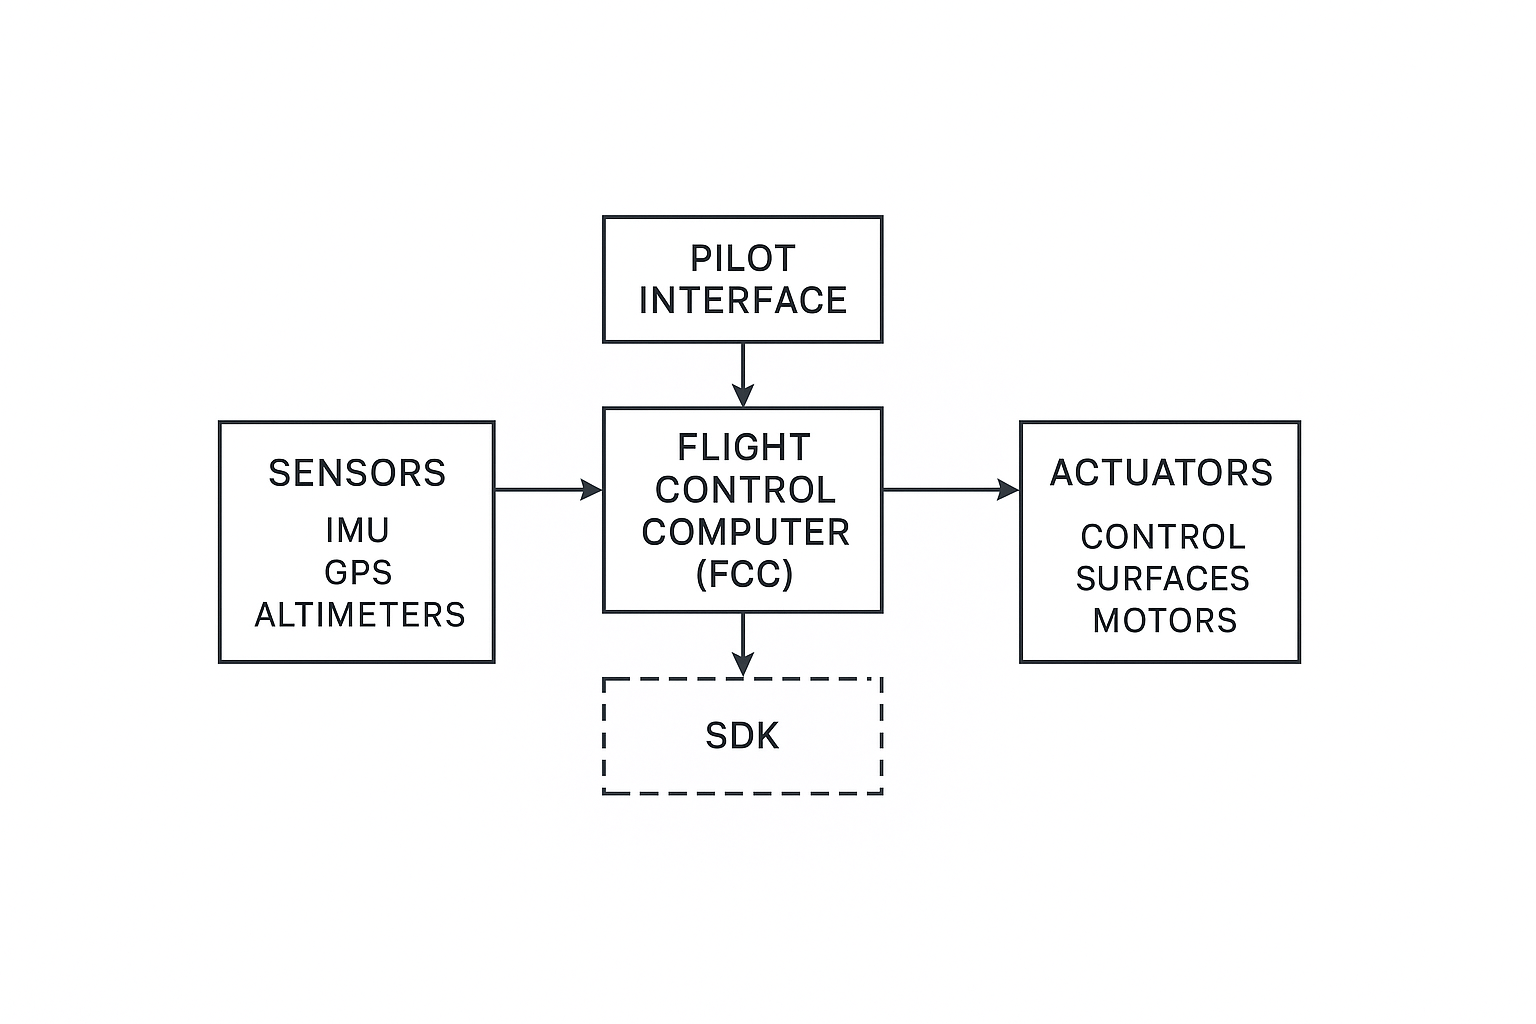 PILOT
INTERFACE
SENSORS
IMU
GPS
ALTIMETERS
FLIGHT
CONTROL
COMPUTER
(FCC)
ACTUATORS
CONTROL
SURFACES
MOTORS
SDK